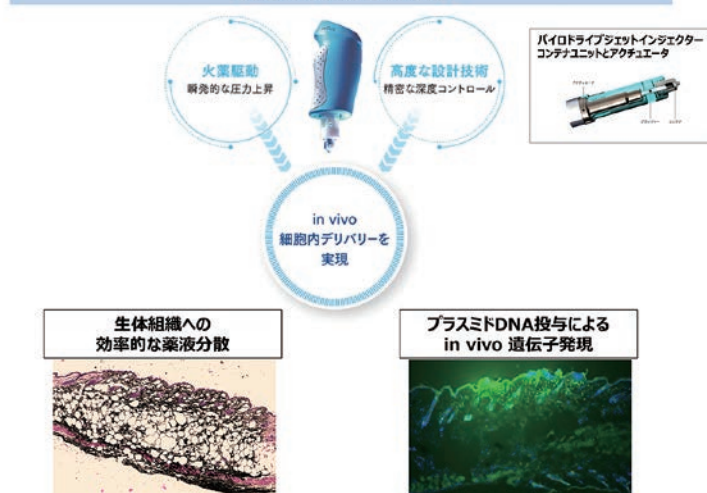 火薬駆動
瞬発的な圧力上昇
高度な設計技術
精密な深度コントロール
パイロドライブジェットインジェクター
コンテナユニットとアクチュエータ
in vivo
細胞内デリバリーを
実現
生体組織への
効率的な薬液分散
プラスミドDNA投与による
in vivo 遺伝子発現